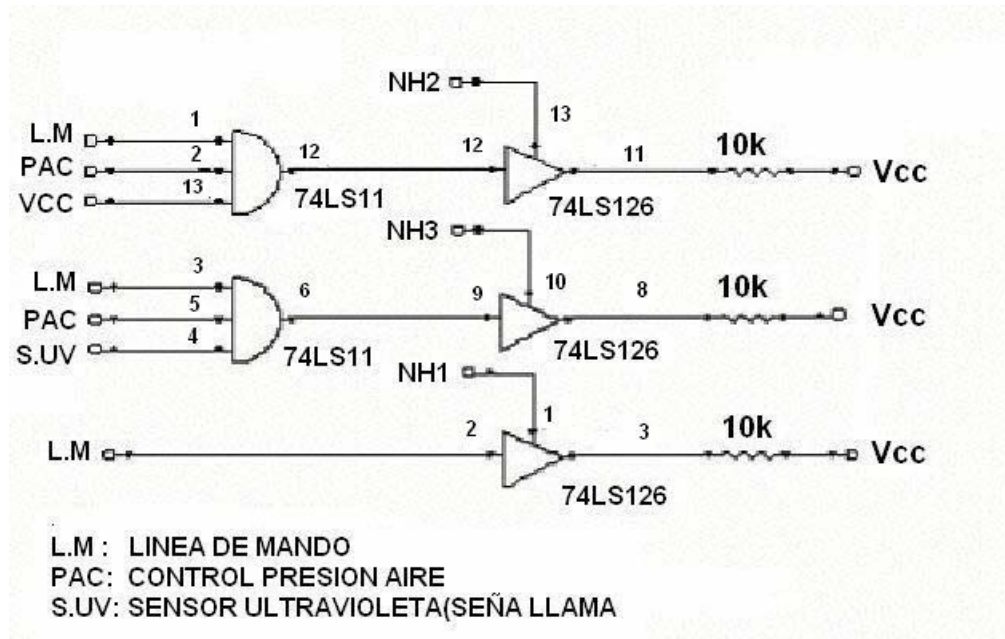 NH2
13
L.M 1
PAC 2 12 12 11 10k Vcc
VCC 13 74LS11 74LS126
NH3
L.M 3
PAC 5 6 9 10 8 10k Vcc
S.UV 4 74LS11 74LS126
NH1
1
L.M 2 3 10k Vcc
74LS126
L.M : LINEA DE MANDO
PAC: CONTROL PRESION AIRE
S.UV: SENSOR ULTRAVIOLETA(SEÑA LLAMA